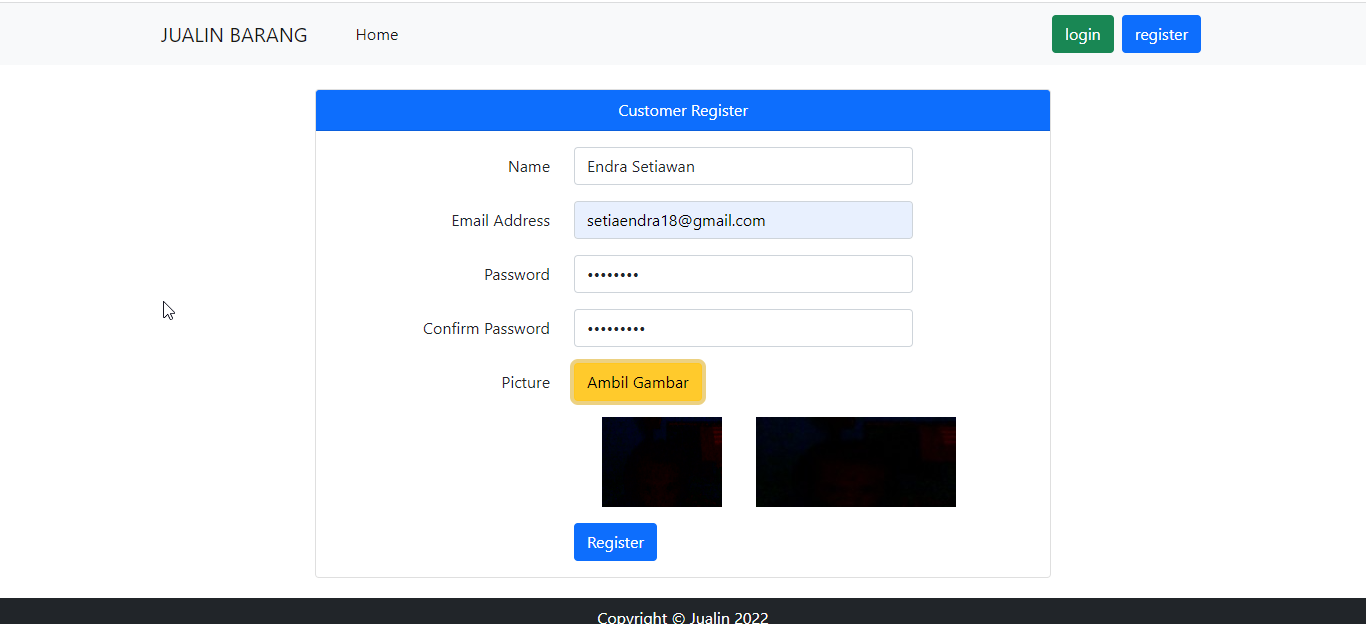 JUALIN BARANG Home login register
Customer Register
Name Endra Setiawan
Email Address setiaendra18@gmail.com
Password ••••••••
Confirm Password •••••••••
Picture Ambil Gambar
Register
Copyright © Jualin 2022